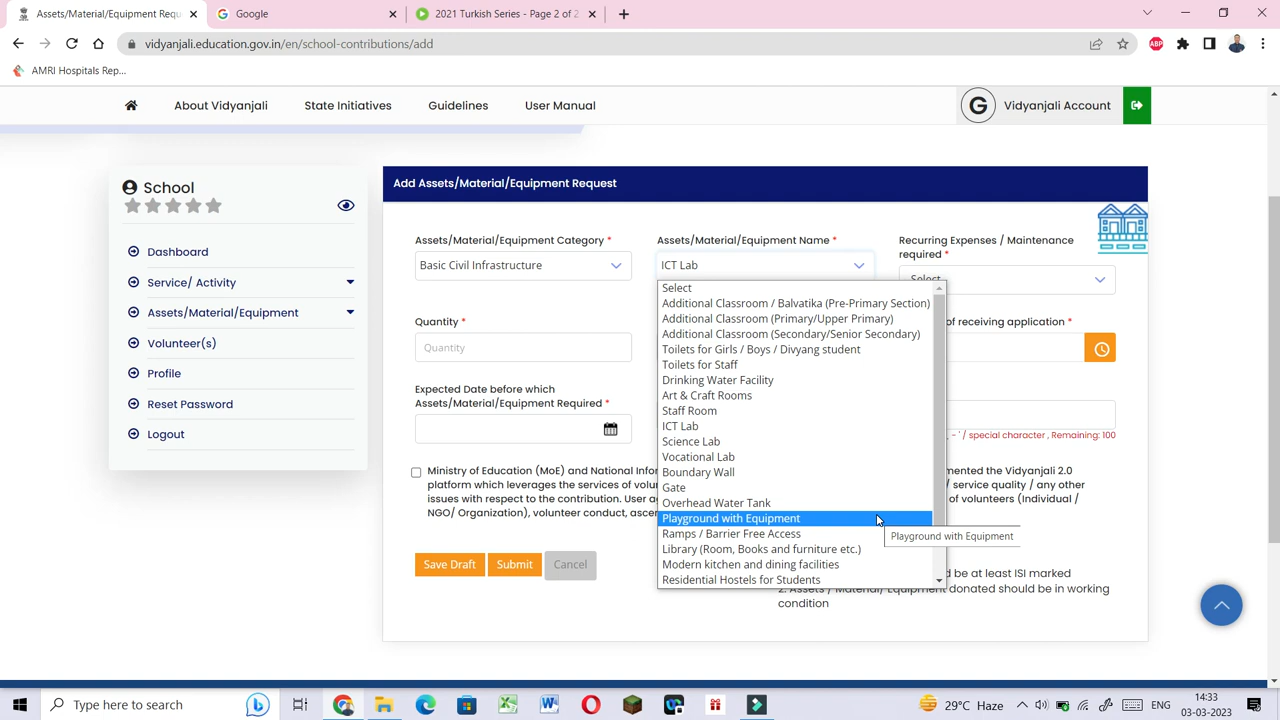 Assets/Material/Equipment Requ
Google
2021 Turkish Series - Page 2 of 2
vidyanjali.education.gov.in/en/school-contributions/add
ABP
AMRI Hospitals Rep...
About Vidyanjali
State Initiatives
Guidelines
User Manual
G
Vidyanjali Account
School
Dashboard
Service/ Activity
Assets/Material/Equipment
Volunteer(s)
Profile
Reset Password
Logout
Add Assets/Material/Equipment Request
Assets/Material/Equipment Category *
Basic Civil Infrastructure
Assets/Material/Equipment Name *
ICT Lab
Recurring Expenses / Maintenance
required *
Select
Select
Additional Classroom / Balvatika (Pre-Primary Section)
Additional Classroom (Primary/Upper Primary)
Additional Classroom (Secondary/Senior Secondary)
Toilets for Girls / Boys / Divyang student
Toilets for Staff
Drinking Water Facility
Art & Craft Rooms
Staff Room
ICT Lab
Science Lab
Vocational Lab
Boundary Wall
Gate
Overhead Water Tank
Playground with Equipment
Ramps / Barrier Free Access
Library (Room, Books and furniture etc.)
Modern kitchen and dining facilities
Residential Hostels for Students
Playground with Equipment
Quantity *
Quantity
of receiving application *
Expected Date before which
Assets/Material/Equipment Required *
, - ' / special character , Remaining: 100
Ministry of Education (MoE) and National Infor
mented the Vidyanjali 2.0
platform which leverages the services of volun
/ service quality / any other
issues with respect to the contribution. User ag
of volunteers (Individual /
NGO/ Organization), volunteer conduct, ascer
Save Draft
Submit
Cancel
d be at least ISI marked
2. Assets / Material/ Equipment donated should be in working
condition
Type here to search
29°C Haze
ENG
14:33
03-03-2023